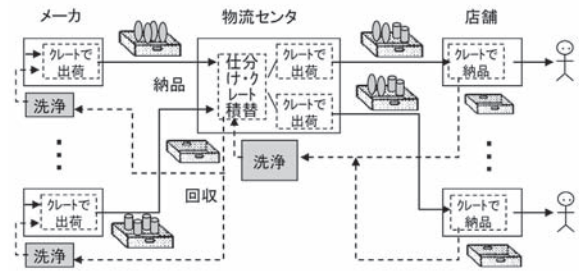 メーカ
物流センタ
店舗
クレートで
出荷
納品
仕分
け・ク
レート
積替
クレートで
出荷
クレートで
出荷
クレートで
納品
洗浄
洗浄
回収
クレートで
出荷
洗浄
クレートで
納品